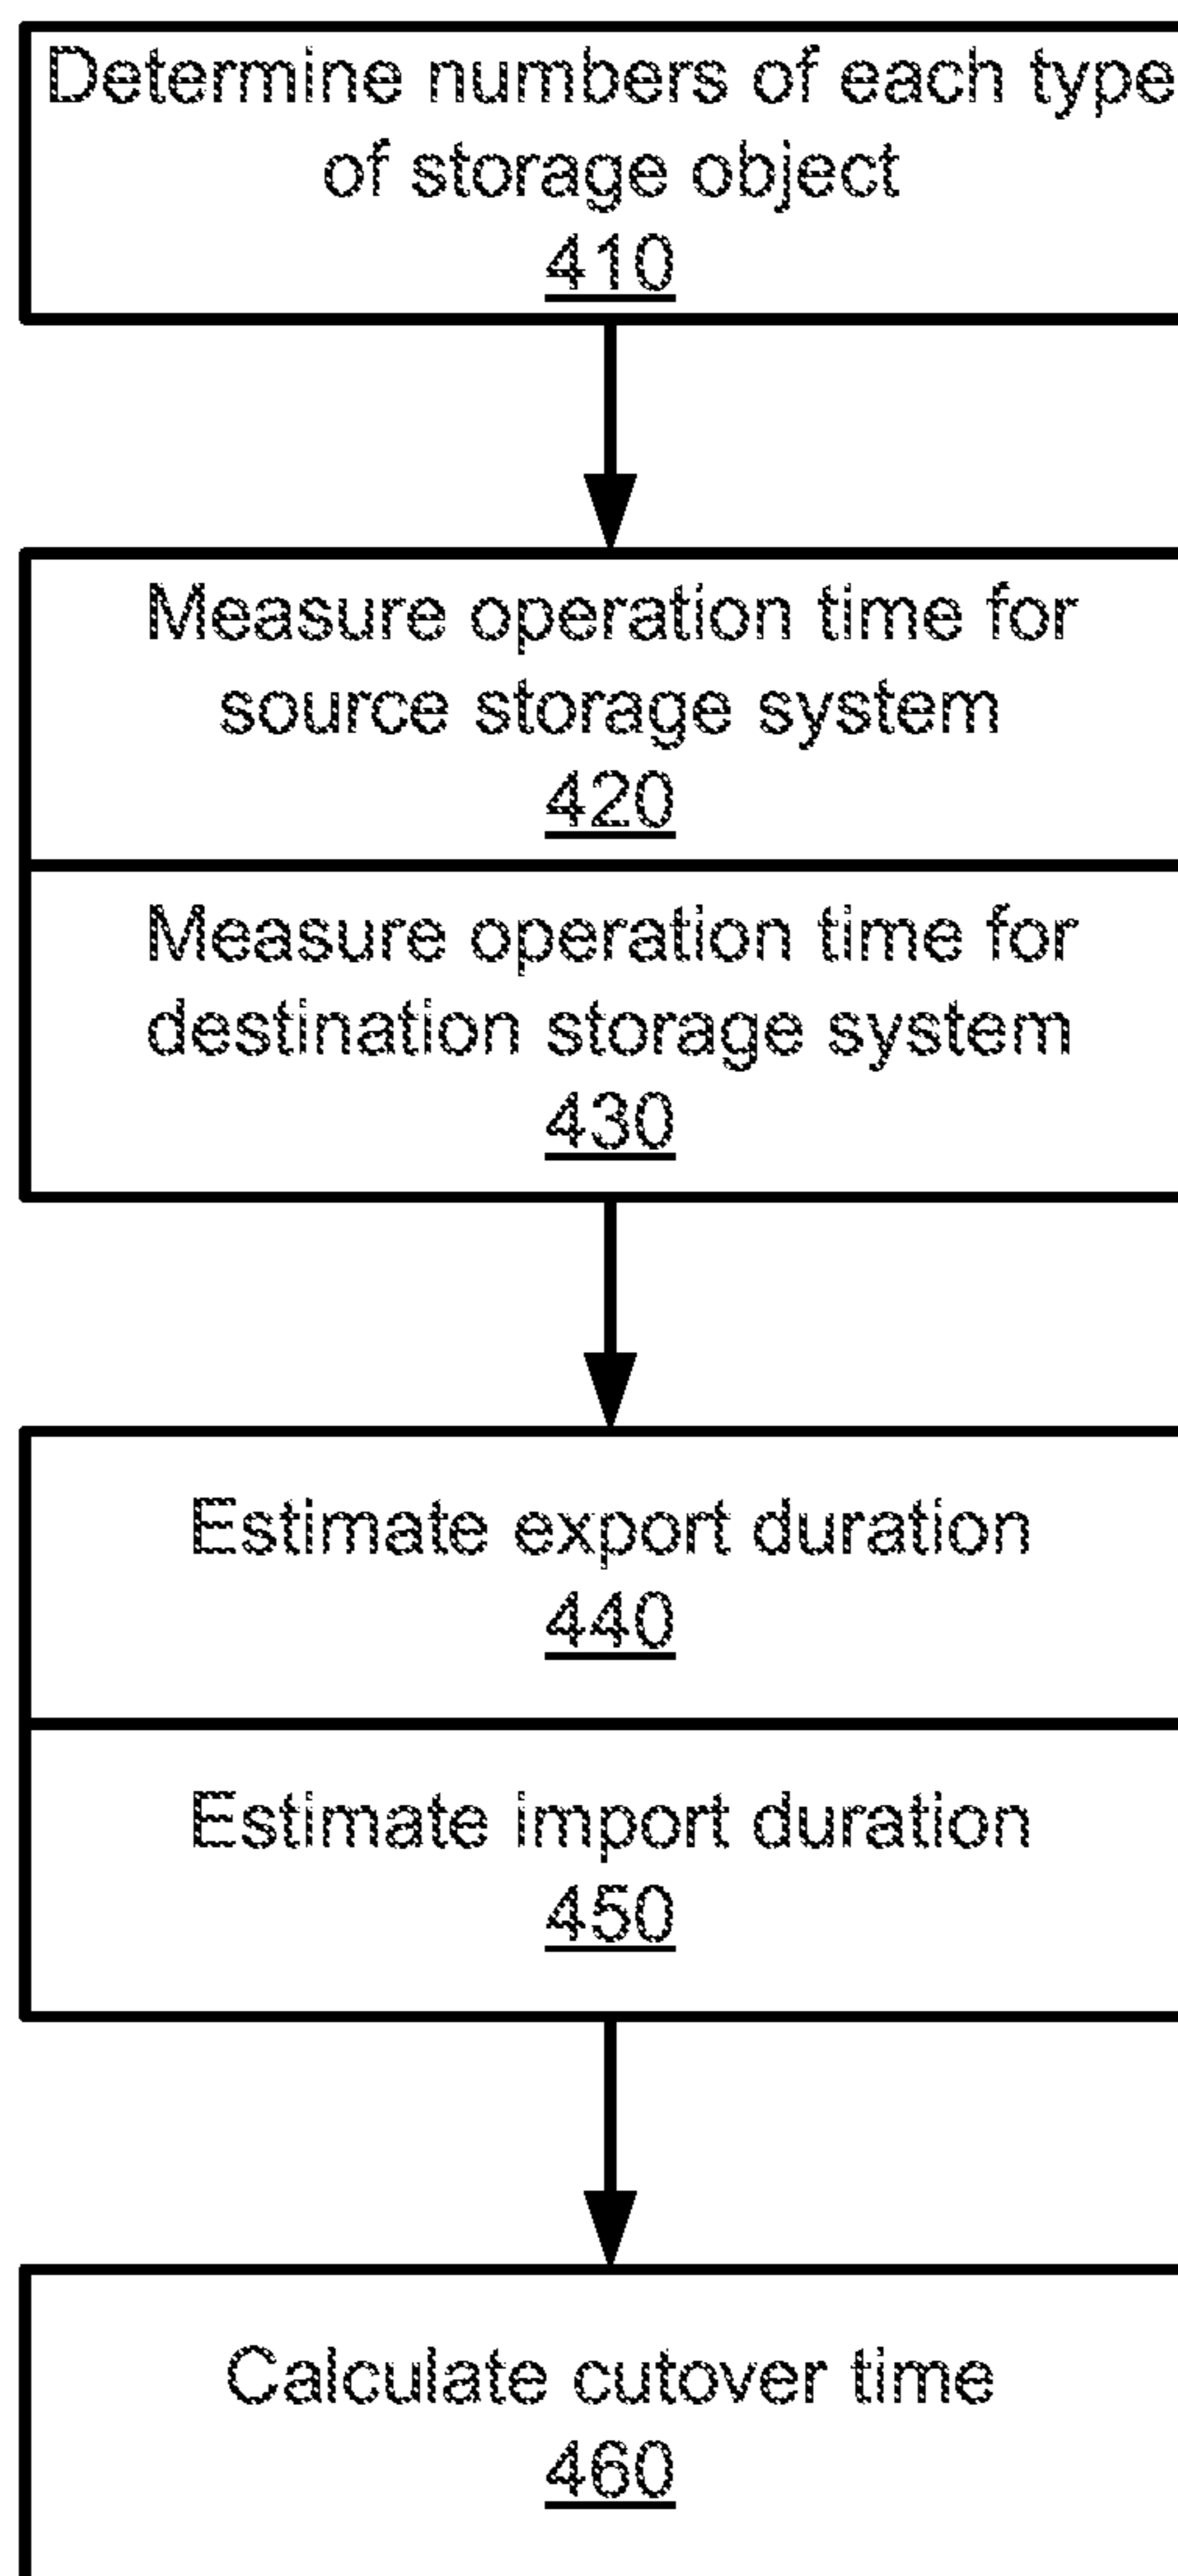 Determine numbers of each type
of storage object
410
Measure operation time for
source storage system
420
Measure operation time for
destination storage system
430
Estimate export duration
440
Estimate import duration
450
Calculate cutover time
460